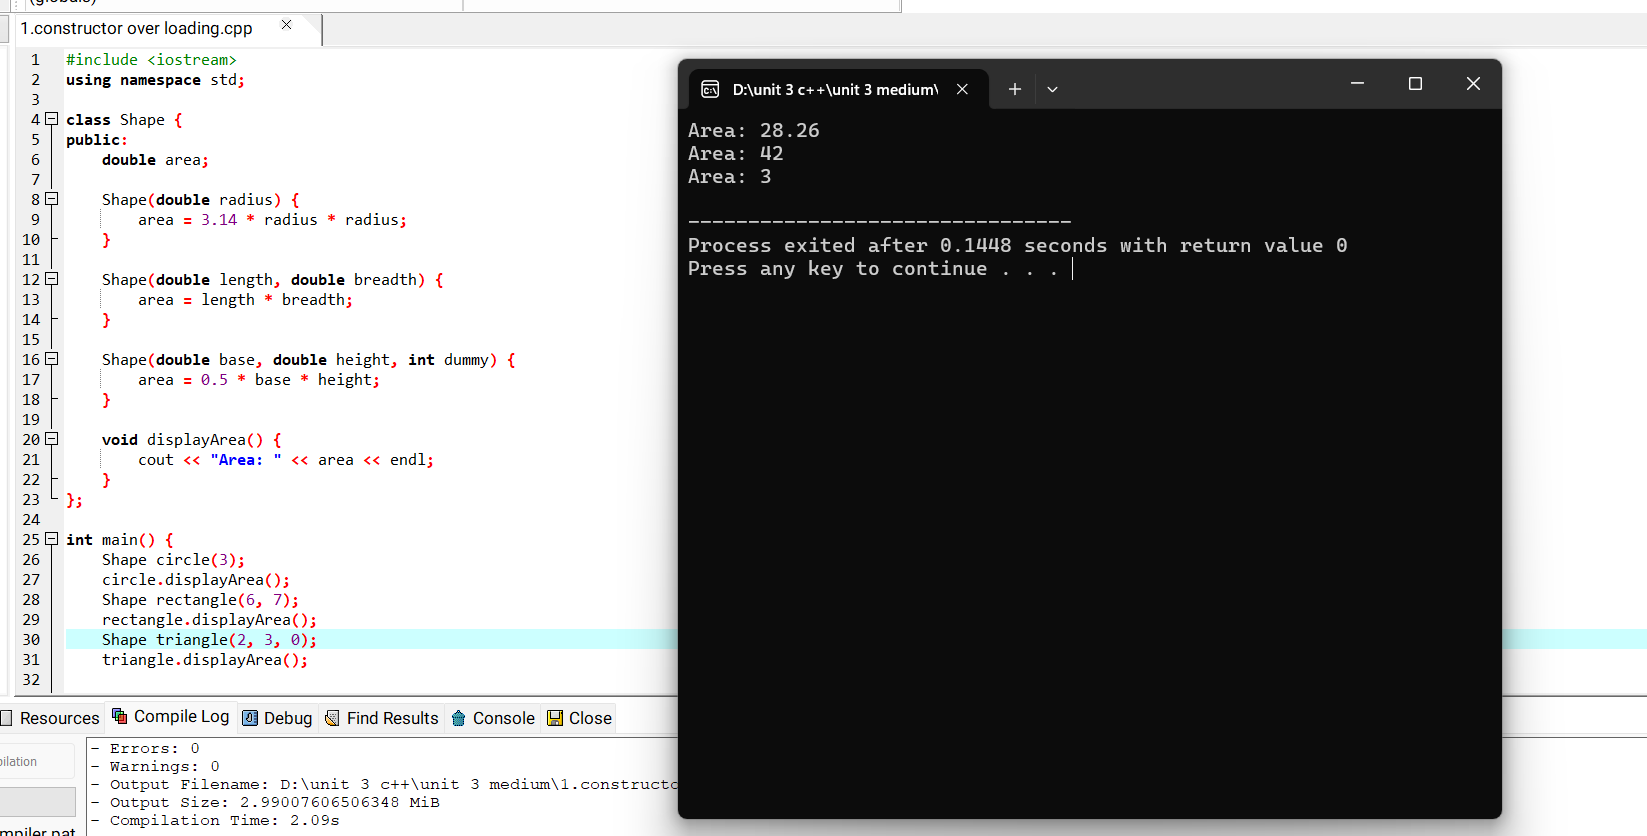 (globals)
1.constructor over loading.cpp
1 #include <iostream>
2 using namespace std;
3
4 class Shape {
5 public:
6 double area;
7
8 Shape(double radius) {
9 area = 3.14 * radius * radius;
10 }
11
12 Shape(double length, double breadth) {
13 area = length * breadth;
14 }
15
16 Shape(double base, double height, int dummy) {
17 area = 0.5 * base * height;
18 }
19
20 void displayArea() {
21 cout << "Area: " << area << endl;
22 }
23 };
24
25 int main() {
26 Shape circle(3);
27 circle.displayArea();
28 Shape rectangle(6, 7);
29 rectangle.displayArea();
30 Shape triangle(2, 3, 0);
31 triangle.displayArea();
32
D:\unit 3 c++\unit 3 medium\
Area: 28.26
Area: 42
Area: 3
--------------------------------
Process exited after 0.1448 seconds with return value 0
Press any key to continue . . .
Resources Compile Log Debug Find Results Console Close
ilation
- Errors: 0
- Warnings: 0
- Output Filename: D:\unit 3 c++\unit 3 medium\1.constructo
- Output Size: 2.99007606506348 MiB
- Compilation Time: 2.09s
mpiler pat